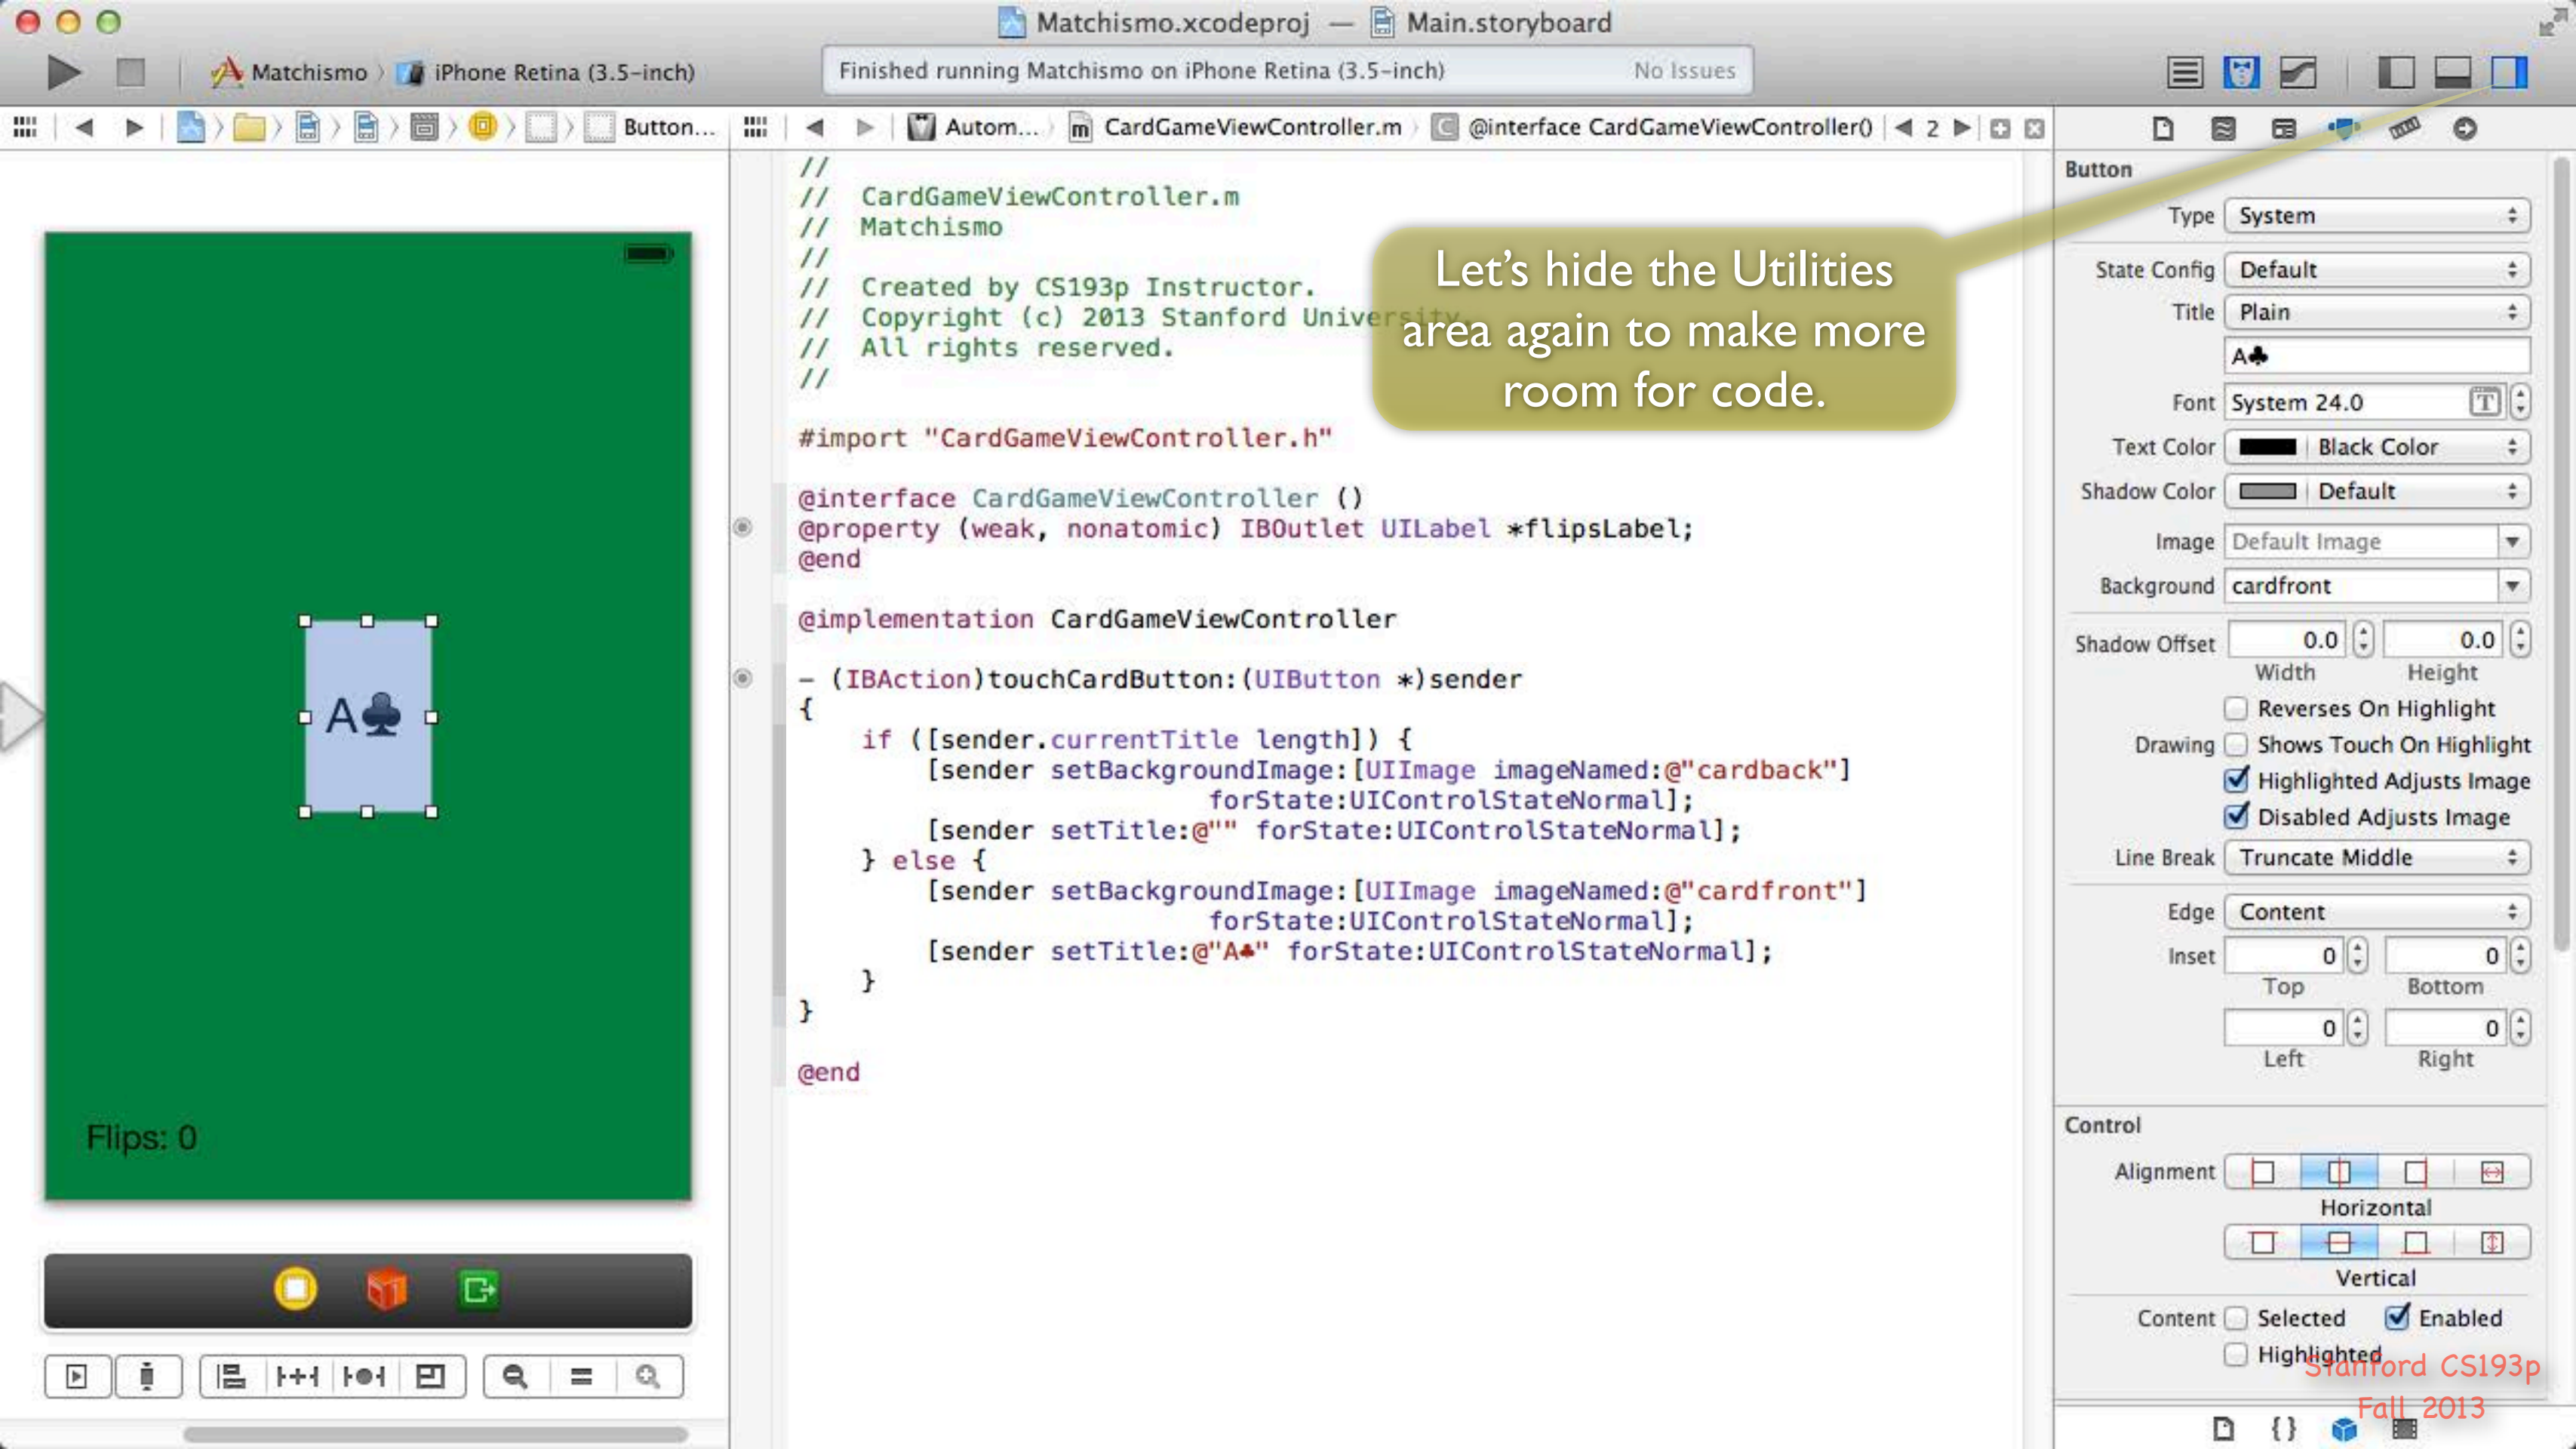 Matchismo.xcodeproj — Main.storyboard
Matchismo iPhone Retina (3.5-inch)
Finished running Matchismo on iPhone Retina (3.5-inch) No Issues
Button...
Autom... CardGameViewController.m @interface CardGameViewController() 2
//
// CardGameViewController.m
// Matchismo
//
// Created by CS193p Instructor.
// Copyright (c) 2013 Stanford University.
// All rights reserved.
//
#import "CardGameViewController.h"
@interface CardGameViewController ()
@property (weak, nonatomic) IBOutlet UILabel *flipsLabel;
@end
@implementation CardGameViewController
- (IBAction)touchCardButton:(UIButton *)sender
{
if ([sender.currentTitle length]) {
[sender setBackgroundImage:[UIImage imageNamed:@"cardback"]
forState:UIControlStateNormal];
[sender setTitle:@"" forState:UIControlStateNormal];
} else {
[sender setBackgroundImage:[UIImage imageNamed:@"cardfront"]
forState:UIControlStateNormal];
[sender setTitle:@"A♣" forState:UIControlStateNormal];
}
}
@end
Let's hide the Utilities
area again to make more
room for code.
A♣
Flips: 0
Button
Type System
State Config Default
Title Plain
A♣
Font System 24.0
Text Color Black Color
Shadow Color Default
Image Default Image
Background cardfront
Shadow Offset 0.0 0.0
Width Height
Reverses On Highlight
Drawing Shows Touch On Highlight
Highlighted Adjusts Image
Disabled Adjusts Image
Line Break Truncate Middle
Edge Content
Inset 0 0
Top Bottom
0 0
Left Right
Control
Alignment
Horizontal
Vertical
Content Selected Enabled
Highlighted
Stanford CS193p
Fall 2013